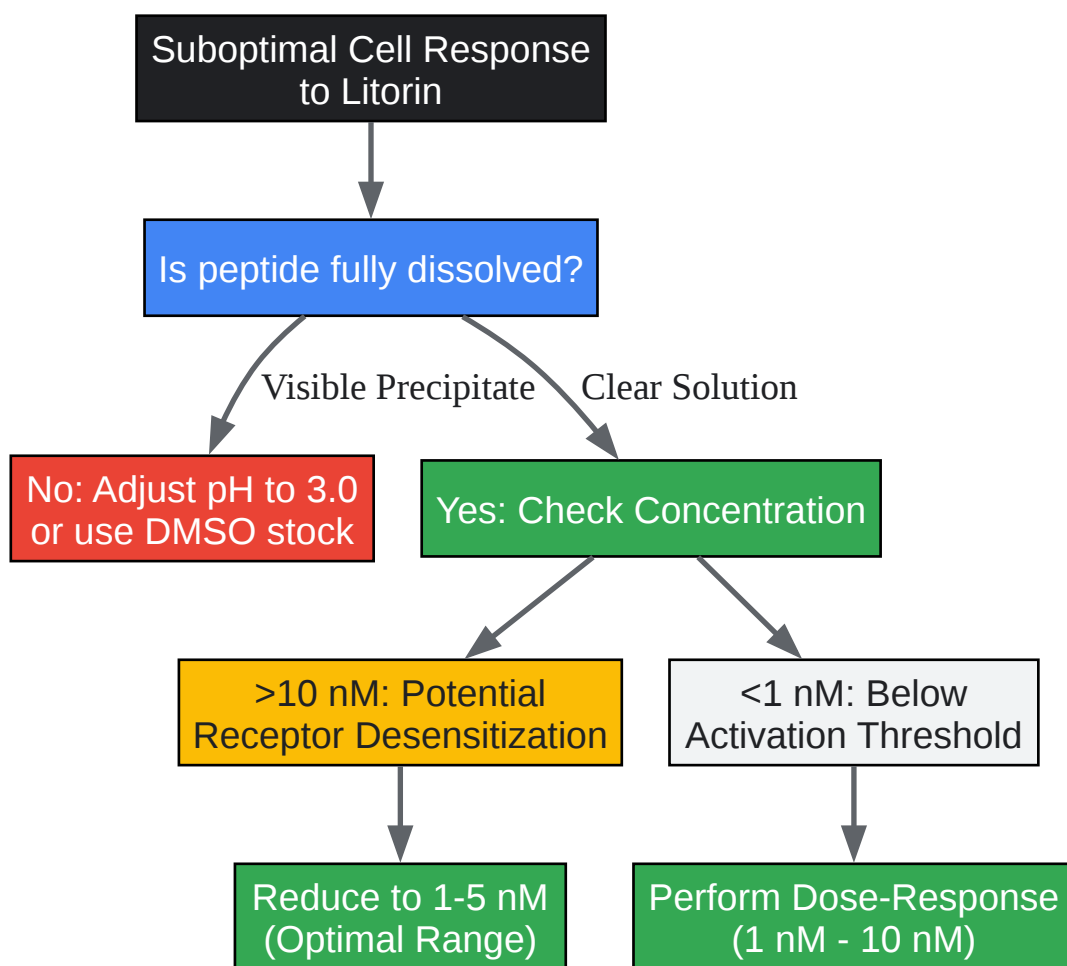 Suboptimal Cell Response
to Litorin
Is peptide fully dissolved?
Visible Precipitate
Clear Solution
No: Adjust pH to 3.0
or use DMSO stock
Yes: Check Concentration
>10 nM: Potential
Receptor Desensitization
<1 nM: Below
Activation Threshold
Reduce to 1-5 nM
(Optimal Range)
Perform Dose-Response
(1 nM - 10 nM)